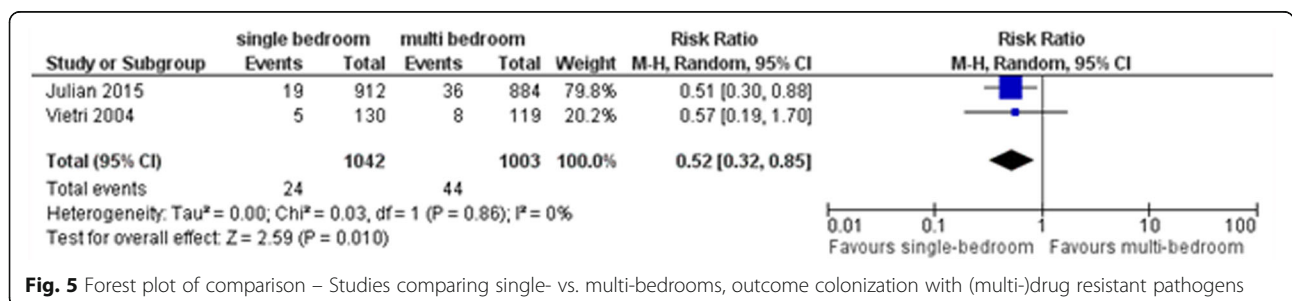 single bedroom multi bedroom Risk Ratio Risk Ratio
Study or Subgroup Events Total Events Total Weight M-H, Random, 95% CI M-H, Random, 95% CI
Julian 2015 19 912 36 884 79.8% 0.51 [0.30, 0.88]
Vietri 2004 5 130 8 119 20.2% 0.57 [0.19, 1.70]
Total (95% CI) 1042 1003 100.0% 0.52 [0.32, 0.85]
Total events 24 44
Heterogeneity: Tau² = 0.00; Chi² = 0.03, df = 1 (P = 0.86); I² = 0%
Test for overall effect: Z = 2.59 (P = 0.010)
0.01 0.1 1 10 100
Favours single-bedroom Favours multi-bedroom
Fig. 5 Forest plot of comparison – Studies comparing single- vs. multi-bedrooms, outcome colonization with (multi-)drug resistant pathogens